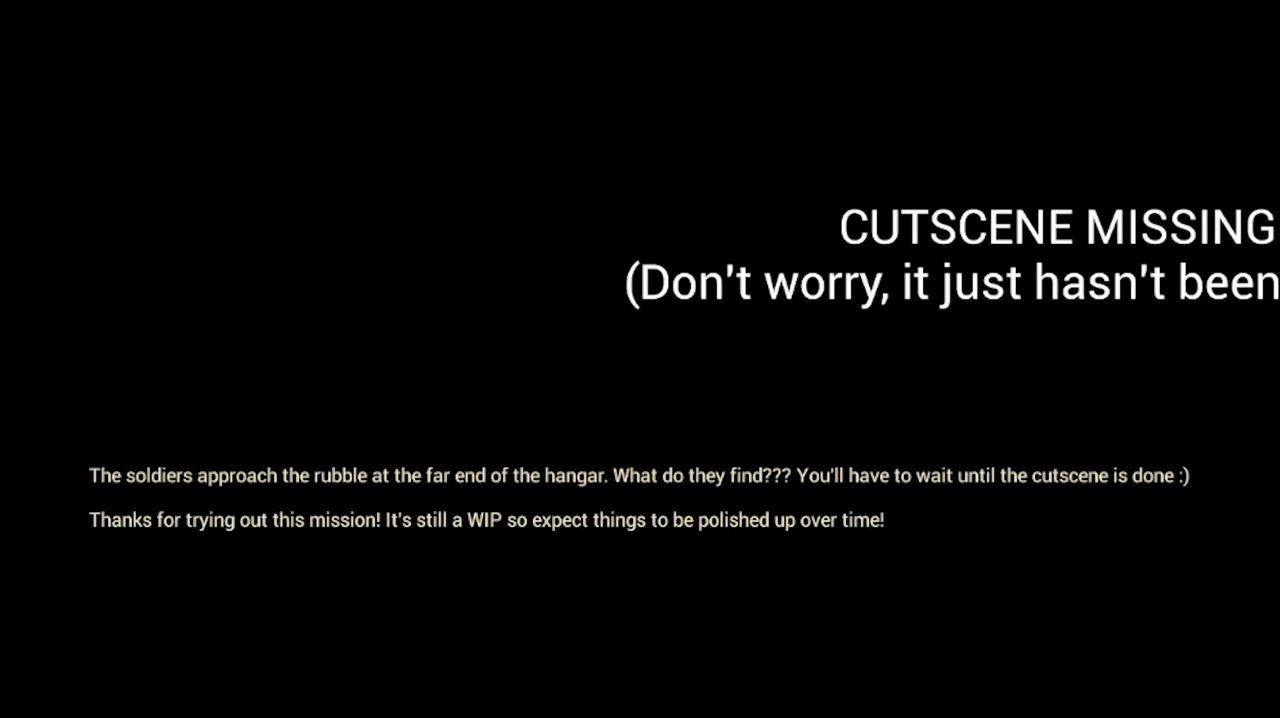 CUTSCENE MISSING
(Don't worry, it just hasn't been
The soldiers approach the rubble at the far end of the hangar. What do they find??? You'll have to wait until the cutscene is done :)
Thanks for trying out this mission! It's still a WIP so expect things to be polished up over time!